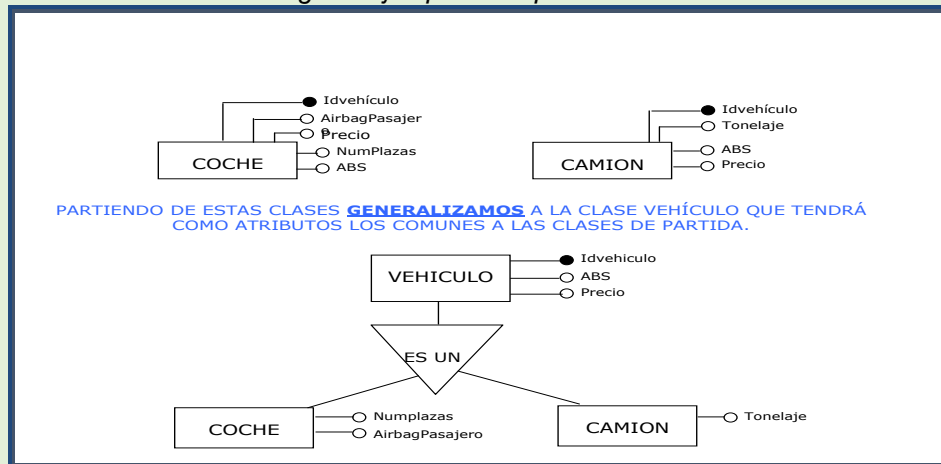 Idvehículo
AirbagPasajer
o
Precio
NumPlazas
ABS
COCHE
Idvehículo
Tonelaje
ABS
Precio
CAMION
PARTIENDO DE ESTAS CLASES GENERALIZAMOS A LA CLASE VEHÍCULO QUE TENDRÁ
COMO ATRIBUTOS LOS COMUNES A LAS CLASES DE PARTIDA.
VEHICULO
Idvehiculo
ABS
Precio
ES UN
COCHE
Numplazas
AirbagPasajero
CAMION
Tonelaje